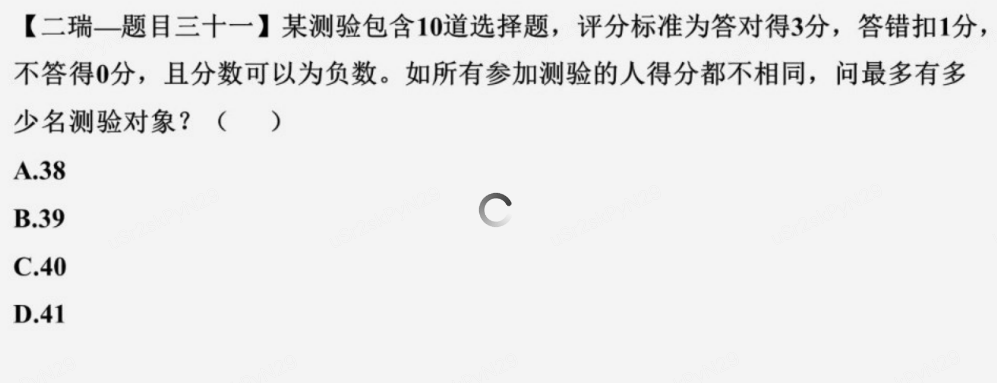 【二瑞—题目三十一】某测验包含10道选择题，评分标准为答对得3分，答错扣1分，
不答得0分，且分数可以为负数。如所有参加测验的人得分都不相同，问最多有多
少名测验对象？（　）
A.38
B.39
C.40
D.41